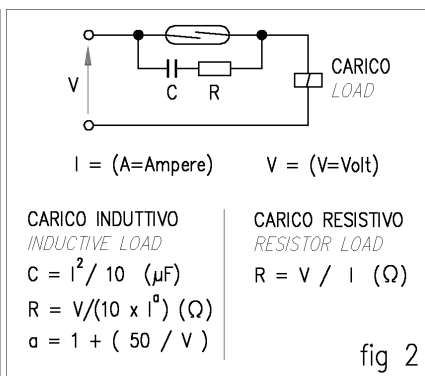 V
C R
CARICO
LOAD
I = (A=Ampere) V = (V=Volt)
CARICO INDUTTIVO
INDUCTIVE LOAD
C = I²/ 10 (µF)
R = V/(10 x Iᵃ) (Ω)
a = 1 + ( 50 / V )
CARICO RESISTIVO
RESISTOR LOAD
R = V / I (Ω)
fig 2